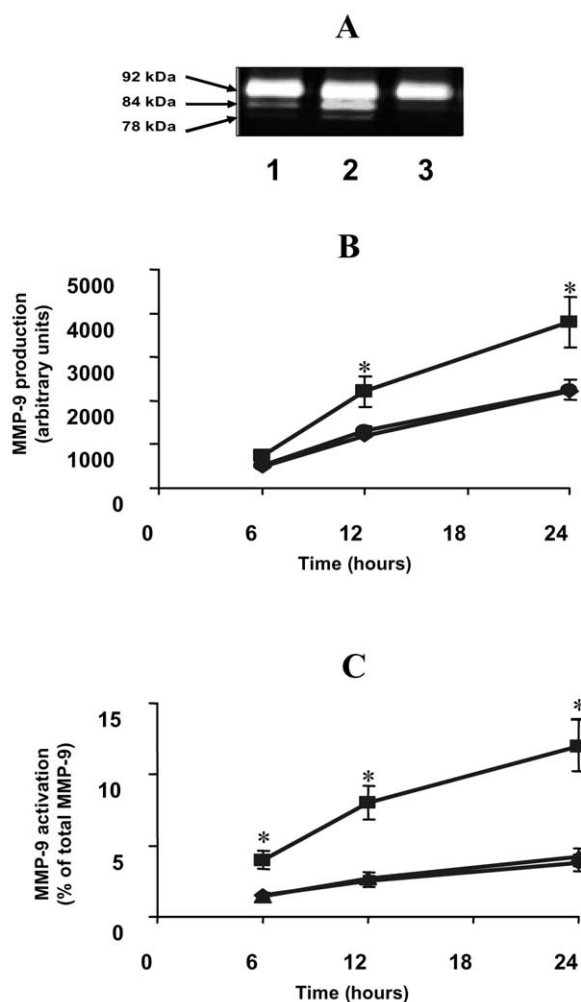 A
92 kDa
84 kDa
78 kDa
1 2 3
B
MMP-9 production
(arbitrary units)
5000
4000
3000
2000
1000
0
* *
0 6 12 18 24
Time (hours)
C
MMP-9 activation
(% of total MMP-9)
15
10
5
0
* * *
0 6 12 18 24
Time (hours)